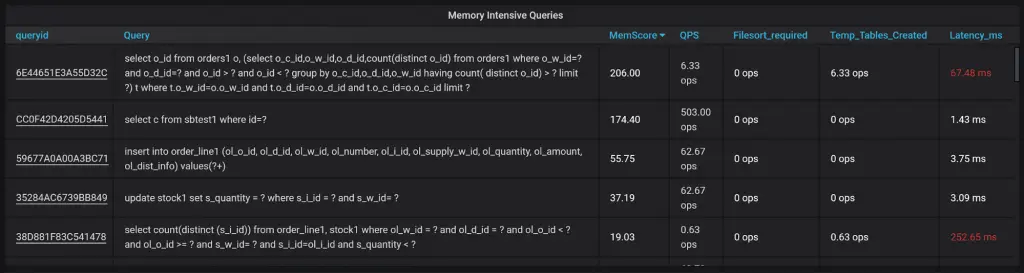 Memory Intensive Queries
queryid Query MemScore QPS Filesort_required Temp_Tables_Created Latency_ms
6E44651E3A55D32C
select o_id from orders1 o, (select o_c_id,o_w_id,o_d_id,count(distinct o_id) from orders1 where o_w_id=?
and o_d_id=? and o_id > ? and o_id < ? group by o_c_id,o_d_id,o_w_id having count( distinct o_id) > ? limit
?) t where t.o_w_id=o.o_w_id and t.o_d_id=o.o_d_id and t.o_c_id=o.o_c_id limit ?
206.00
6.33
ops
0 ops
6.33 ops
67.48 ms
CC0F42D4205D5441
select c from sbtest1 where id=?
174.40
503.00
ops
0 ops
0 ops
1.43 ms
59677A0A00A3BC71
insert into order_line1 (ol_o_id, ol_d_id, ol_w_id, ol_number, ol_i_id, ol_supply_w_id, ol_quantity, ol_amount,
ol_dist_info) values(?+)
55.75
62.67
ops
0 ops
0 ops
3.75 ms
35284AC6739BB849
update stock1 set s_quantity = ? where s_i_id = ? and s_w_id= ?
37.19
62.67
ops
0 ops
0 ops
3.09 ms
38D881F83C541478
select count(distinct (s_i_id)) from order_line1, stock1 where ol_w_id = ? and ol_d_id = ? and ol_o_id < ?
and ol_o_id >= ? and s_w_id= ? and s_i_id=ol_i_id and s_quantity < ?
19.03
0.63
ops
0 ops
0.63 ops
252.65 ms